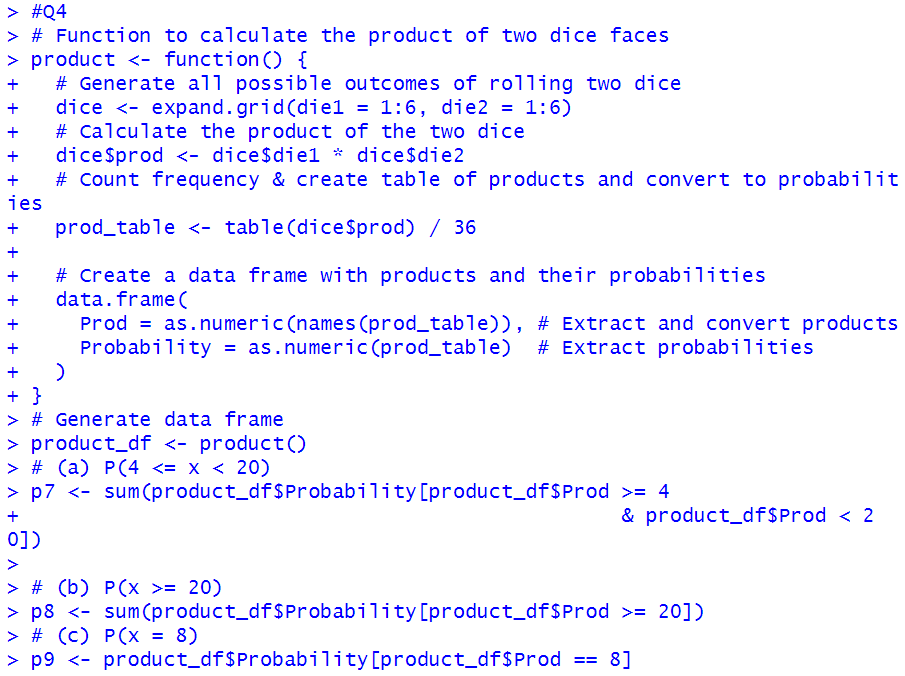 > #Q4
> # Function to calculate the product of two dice faces
> product <- function() {
+   # Generate all possible outcomes of rolling two dice
+   dice <- expand.grid(die1 = 1:6, die2 = 1:6)
+   # Calculate the product of the two dice
+   dice$prod <- dice$die1 * dice$die2
+   # Count frequency & create table of products and convert to probabilit
ies
+   prod_table <- table(dice$prod) / 36
+
+   # Create a data frame with products and their probabilities
+   data.frame(
+     Prod = as.numeric(names(prod_table)), # Extract and convert products
+     Probability = as.numeric(prod_table)  # Extract probabilities
+   )
+ }
> # Generate data frame
> product_df <- product()
> # (a) P(4 <= x < 20)
> p7 <- sum(product_df$Probability[product_df$Prod >= 4
+                                                  & product_df$Prod < 2
0])
>
> # (b) P(x >= 20)
> p8 <- sum(product_df$Probability[product_df$Prod >= 20])
> # (c) P(x = 8)
> p9 <- product_df$Probability[product_df$Prod == 8]